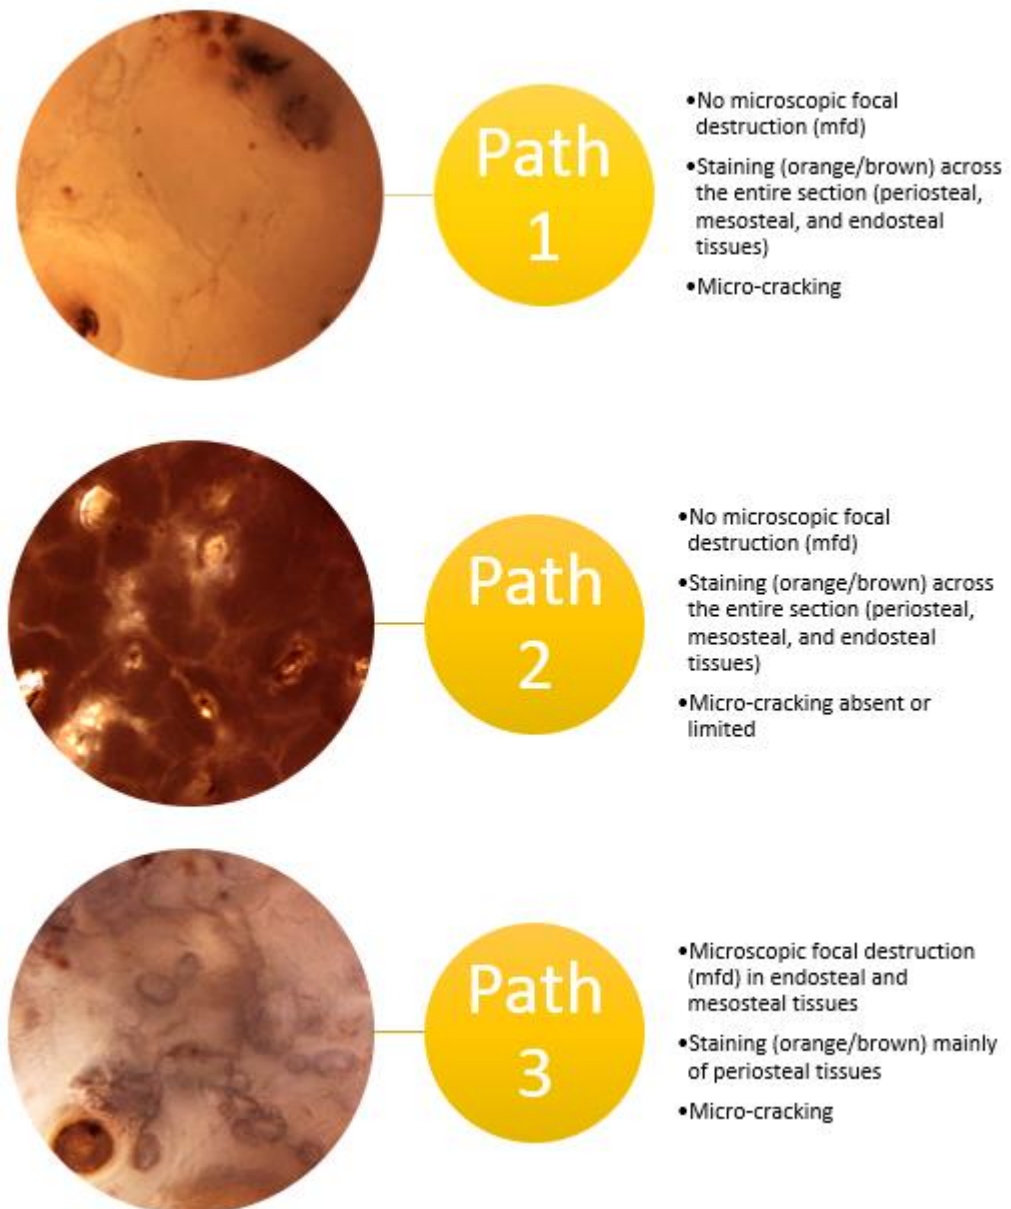 Path
1
•No microscopic focal
destruction (mfd)
•Staining (orange/brown) across
the entire section (periosteal,
mesosteal, and endosteal
tissues)
•Micro-cracking
Path
2
•No microscopic focal
destruction (mfd)
•Staining (orange/brown) across
the entire section (periosteal,
mesosteal, and endosteal
tissues)
•Micro-cracking absent or
limited
Path
3
•Microscopic focal destruction
(mfd) in endosteal and
mesosteal tissues
•Staining (orange/brown) mainly
of periosteal tissues
•Micro-cracking